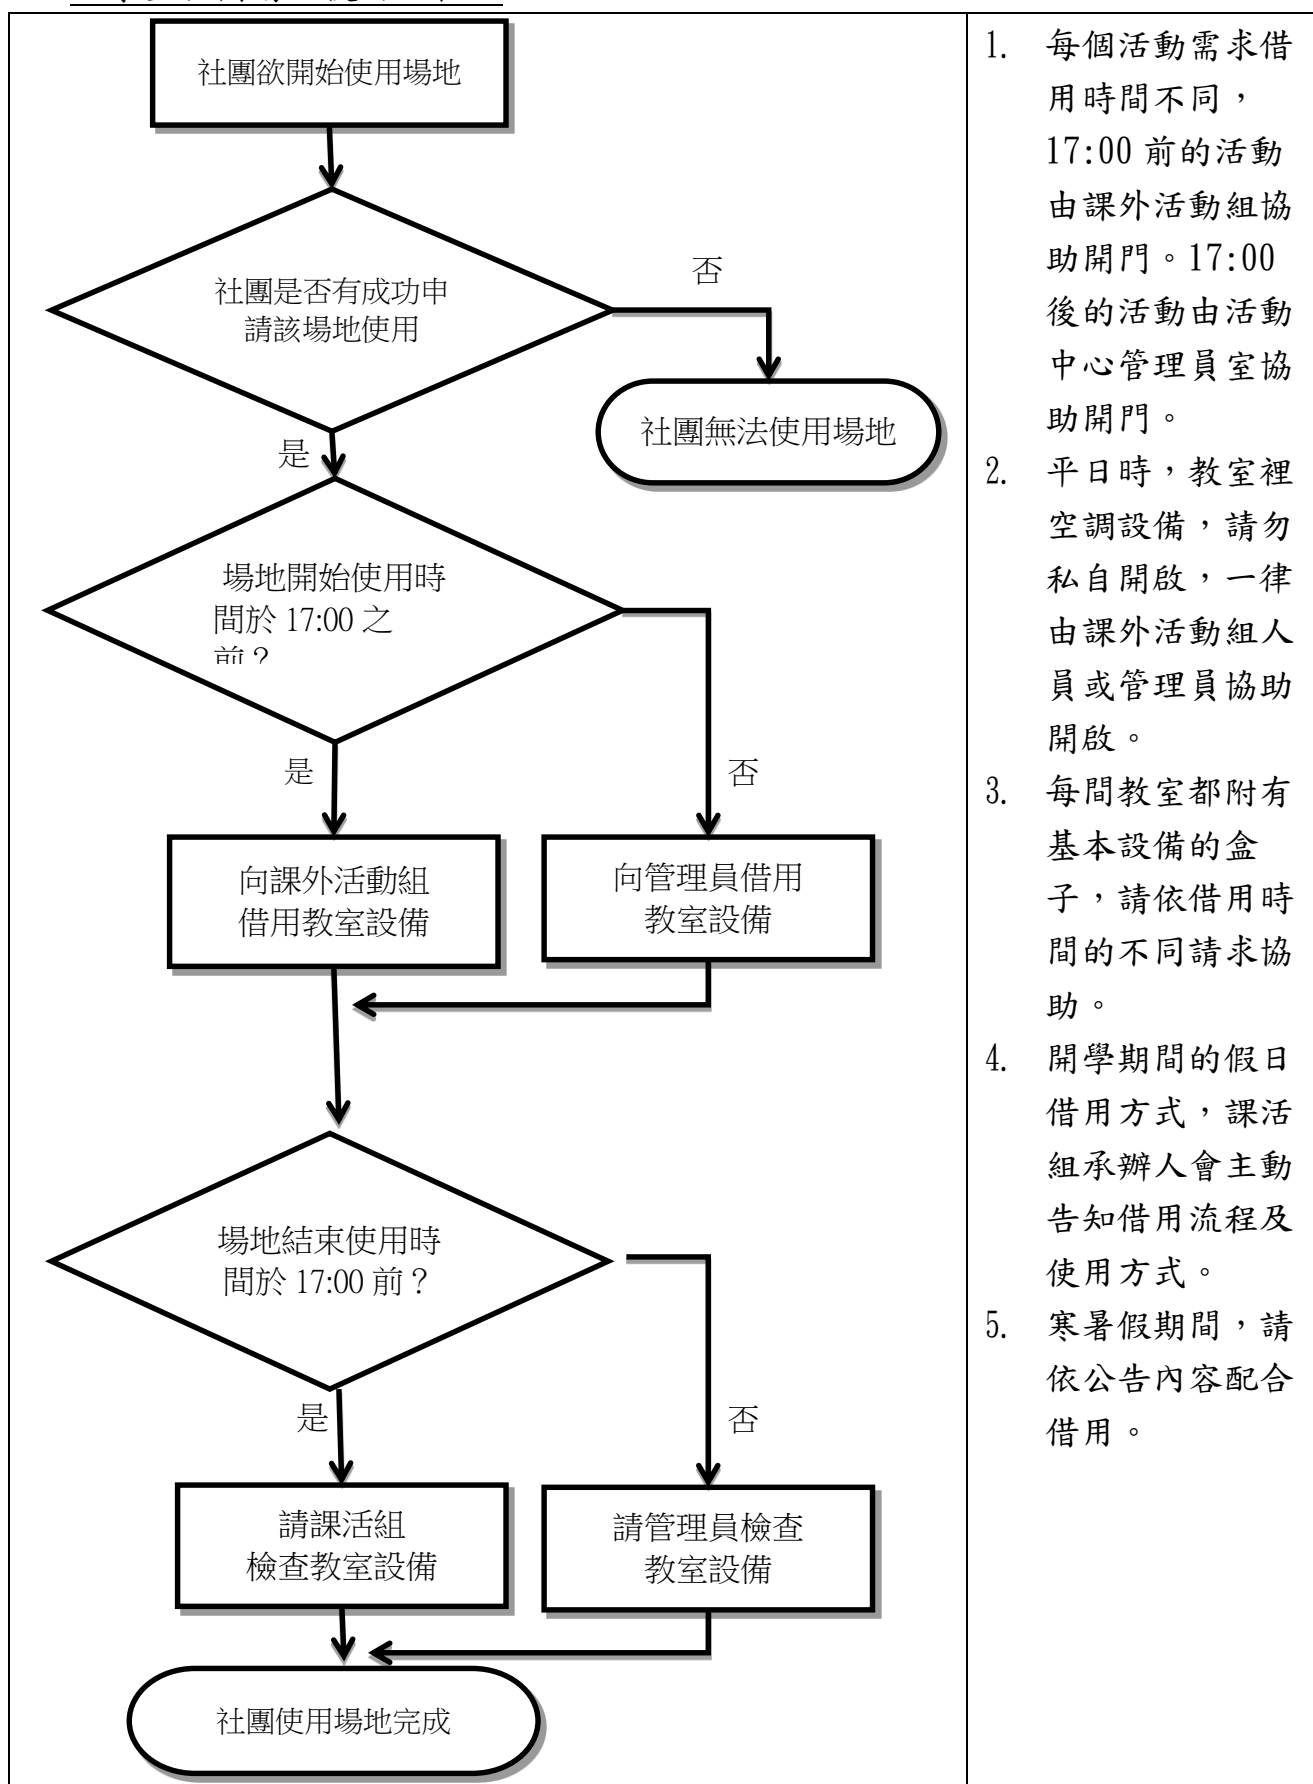 社團欲開始使用場地
社團是否有成功申
請該場地使用
否
社團無法使用場地
是
場地開始使用時
間於 17:00 之
前？
是
否
向課外活動組
借用教室設備
向管理員借用
教室設備
場地結束使用時
間於 17:00 前？
是
否
請課活組
檢查教室設備
請管理員檢查
教室設備
社團使用場地完成
1. 每個活動需求借
用時間不同，
17:00 前的活動
由課外活動組協
助開門。17:00
後的活動由活動
中心管理員室協
助開門。
2. 平日時，教室裡
空調設備，請勿
私自開啟，一律
由課外活動組人
員或管理員協助
開啟。
3. 每間教室都附有
基本設備的盒
子，請依借用時
間的不同請求協
助。
4. 開學期間的假日
借用方式，課活
組承辦人會主動
告知借用流程及
使用方式。
5. 寒暑假期間，請
依公告內容配合
借用。